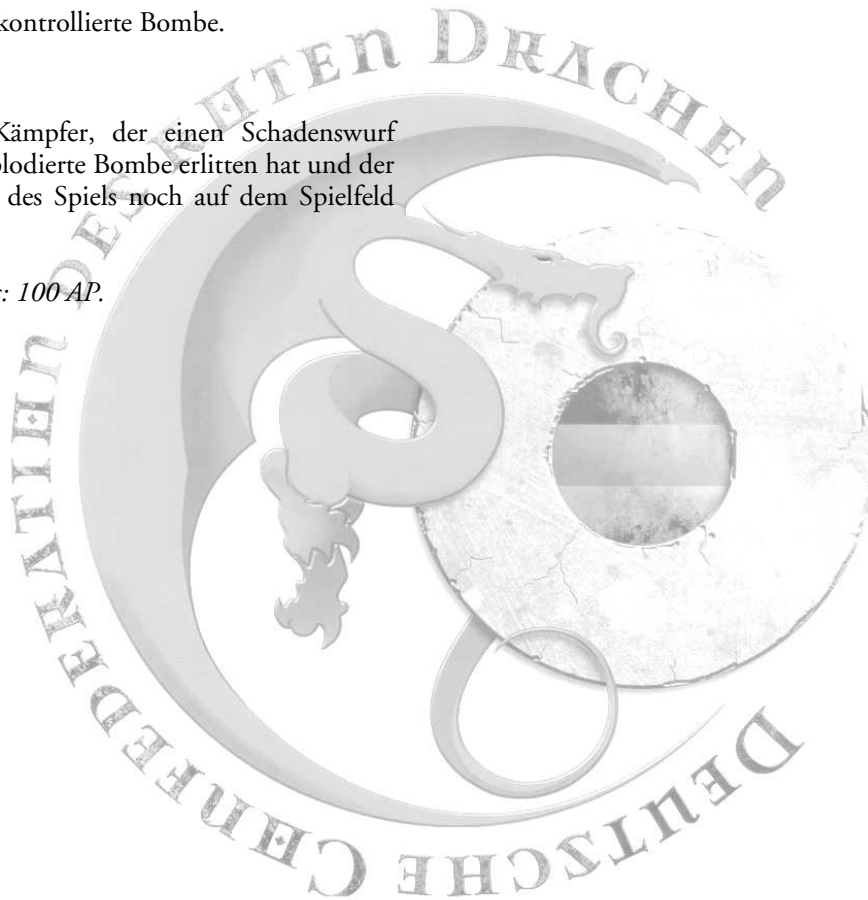 kontrollierte Bombe.
Kämpfer, der einen Schadenswurf
plodierte Bombe erlitten hat und der
des Spiels noch auf dem Spielfeld
: 100 AP.
DEUTSCHE CONFEDERATION DES ROTEN DRACHEN